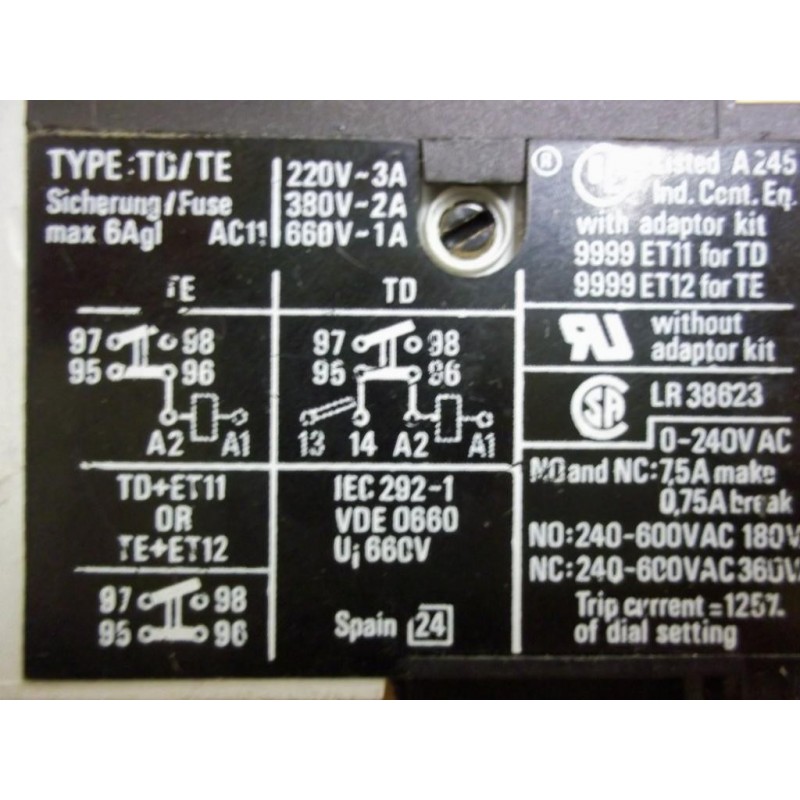 TYPE:TD/TE
Sicherung/Fuse
max 6Agl AC11
220V~3A
380V~2A
660V~1A
TE
97 98
95 96
A2 A1
TD
97 98
95 96
13 14 A2 A1
TD+ET11
OR
TE+ET12
97 98
95 96
IEC 292-1
VDE 0660
Ui 660V
Spain 24
® UL Listed A245
Ind. Cont. Eq.
with adaptor kit
9999 ET11 for TD
9999 ET12 for TE
without
adaptor kit
LR 38623
0-240VAC
NO and NC: 7,5A make
0,75A break
NO: 240-600VAC 180V
NC: 240-600VAC 360V
Trip current = 125%
of dial setting